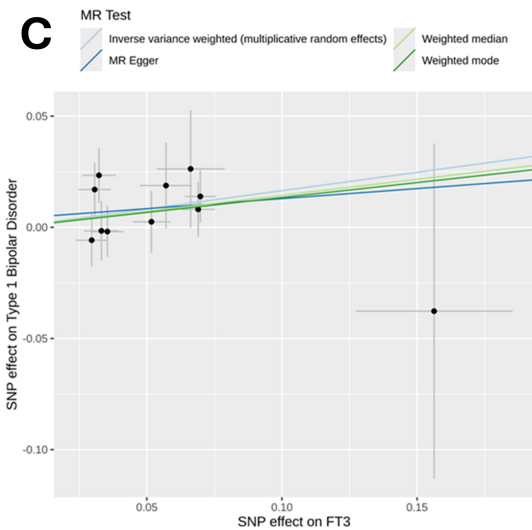 C
MR Test
Inverse variance weighted (multiplicative random effects)
Weighted median
MR Egger
Weighted mode
SNP effect on Type 1 Bipolar Disorder
0.05
0.00
-0.05
-0.10
0.05
0.10
0.15
SNP effect on FT3